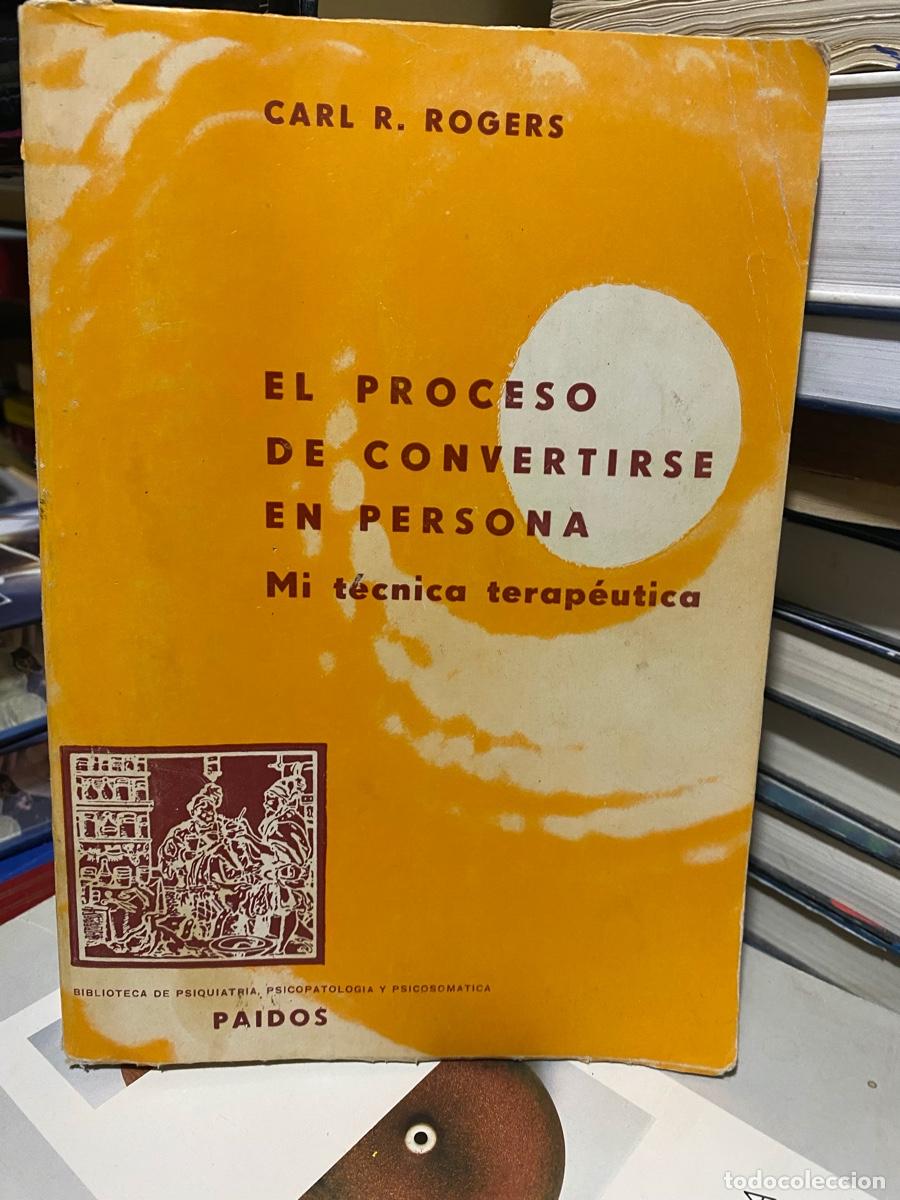 CARL R. ROGERS
EL PROCESO
DE CONVERTIRSE
EN PERSONA
Mi técnica terapéutica
BIBLIOTECA DE PSIQUIATRIA, PSICOPATOLOGIA Y PSICOSOMATICA
PAIDOS
todocoleccion